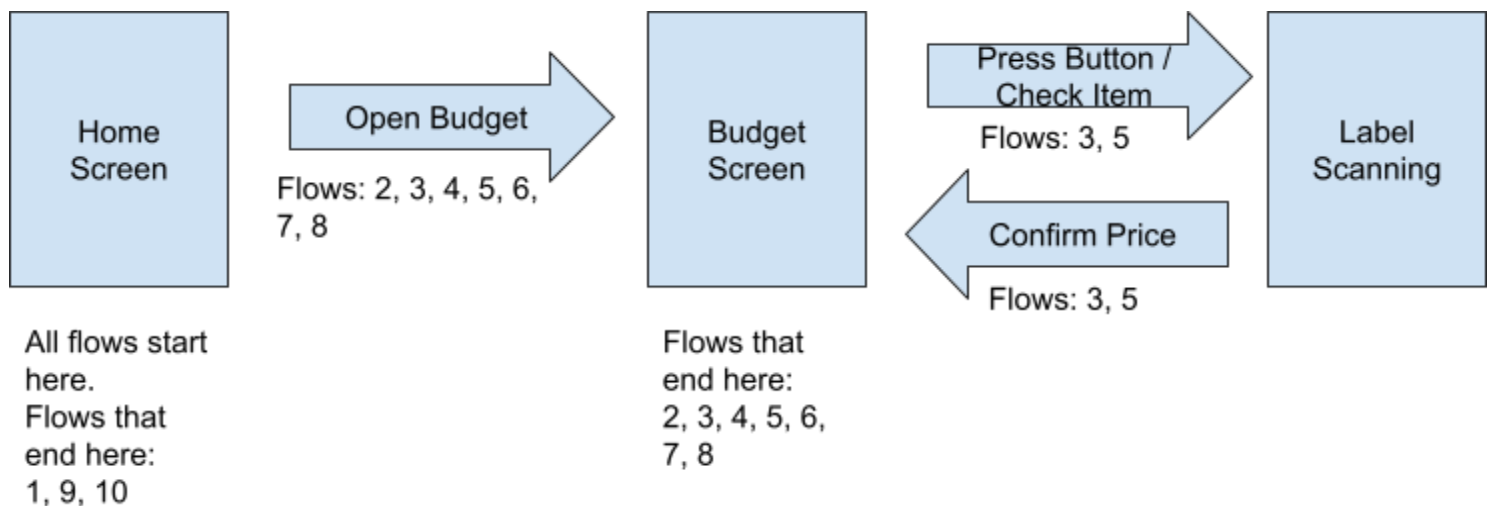 Home
Screen
Open Budget
Flows: 2, 3, 4, 5, 6,
7, 8
Budget
Screen
Press Button /
Check Item
Flows: 3, 5
Confirm Price
Flows: 3, 5
Label
Scanning
All flows start
here.
Flows that
end here:
1, 9, 10
Flows that
end here:
2, 3, 4, 5, 6,
7, 8